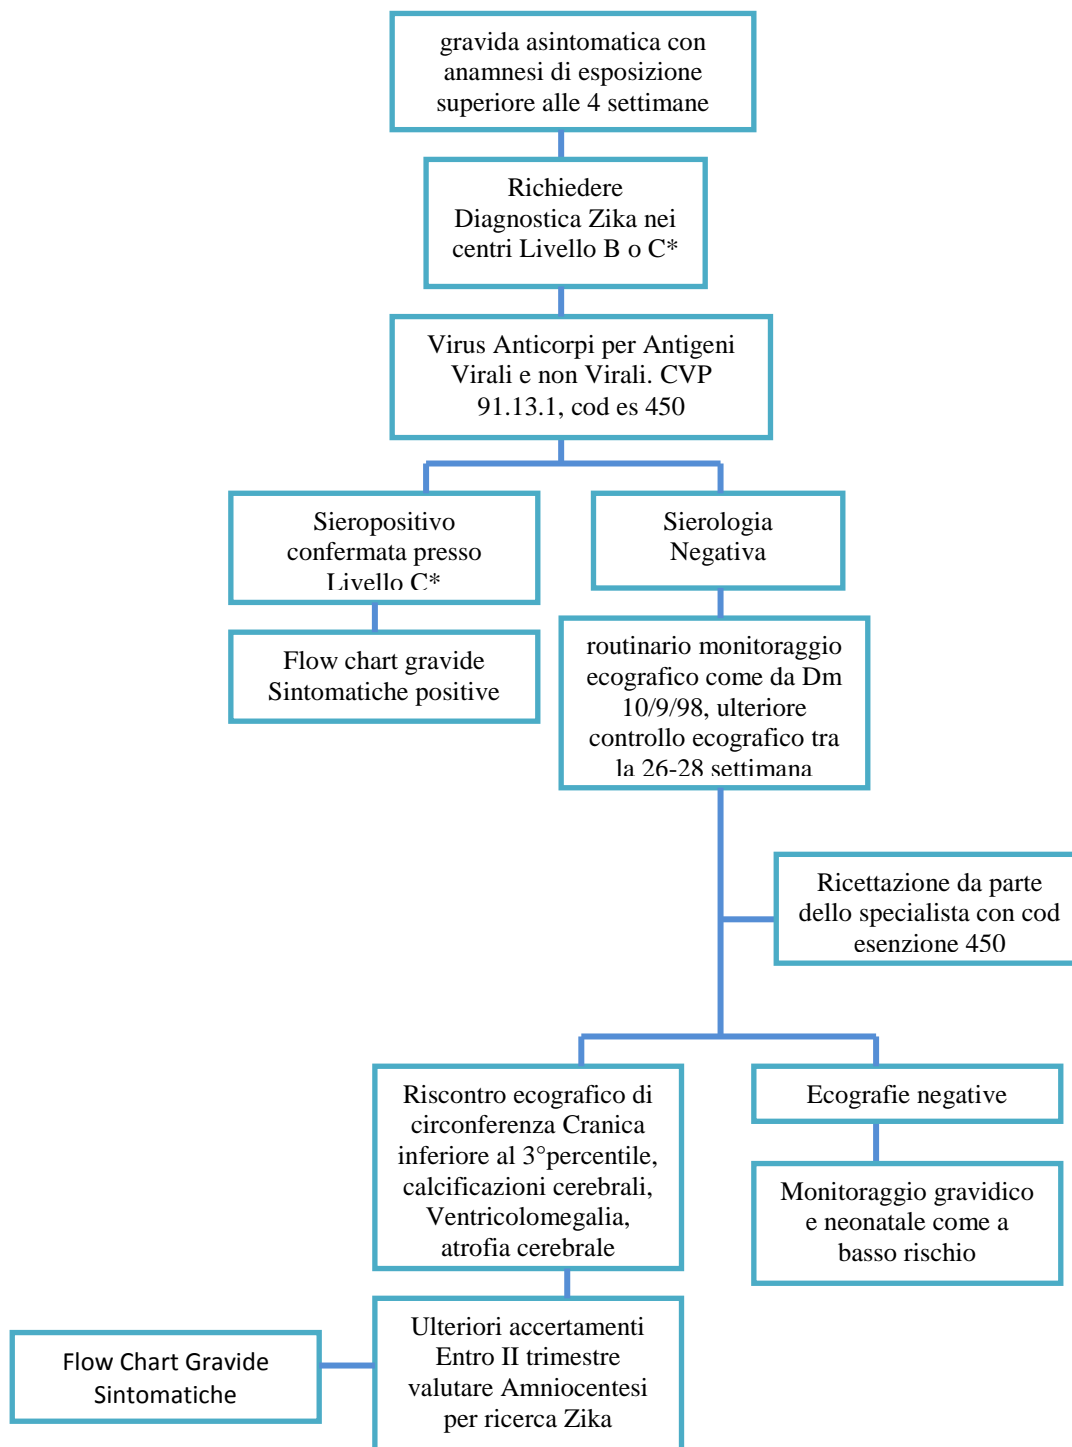 gravida asintomatica con
anamnesi di esposizione
superiore alle 4 settimane
Richiedere
Diagnostica Zika nei
centri Livello B o C*
Virus Anticorpi per Antigeni
Virali e non Virali. CVP
91.13.1, cod es 450
Sieropositivo
confermata presso
Livello C*
Sierologia
Negativa
Flow chart gravide
Sintomatiche positive
routinario monitoraggio
ecografico come da Dm
10/9/98, ulteriore
controllo ecografico tra
la 26-28 settimana
Ricettazione da parte
dello specialista con cod
esenzione 450
Riscontro ecografico di
circonferenza Cranica
inferiore al 3°percentile,
calcificazioni cerebrali,
Ventricolomegalia,
atrofia cerebrale
Ecografie negative
Monitoraggio gravidico
e neonatale come a
basso rischio
Ulteriori accertamenti
Entro II trimestre
valutare Amniocentesi
per ricerca Zika
Flow Chart Gravide
Sintomatiche